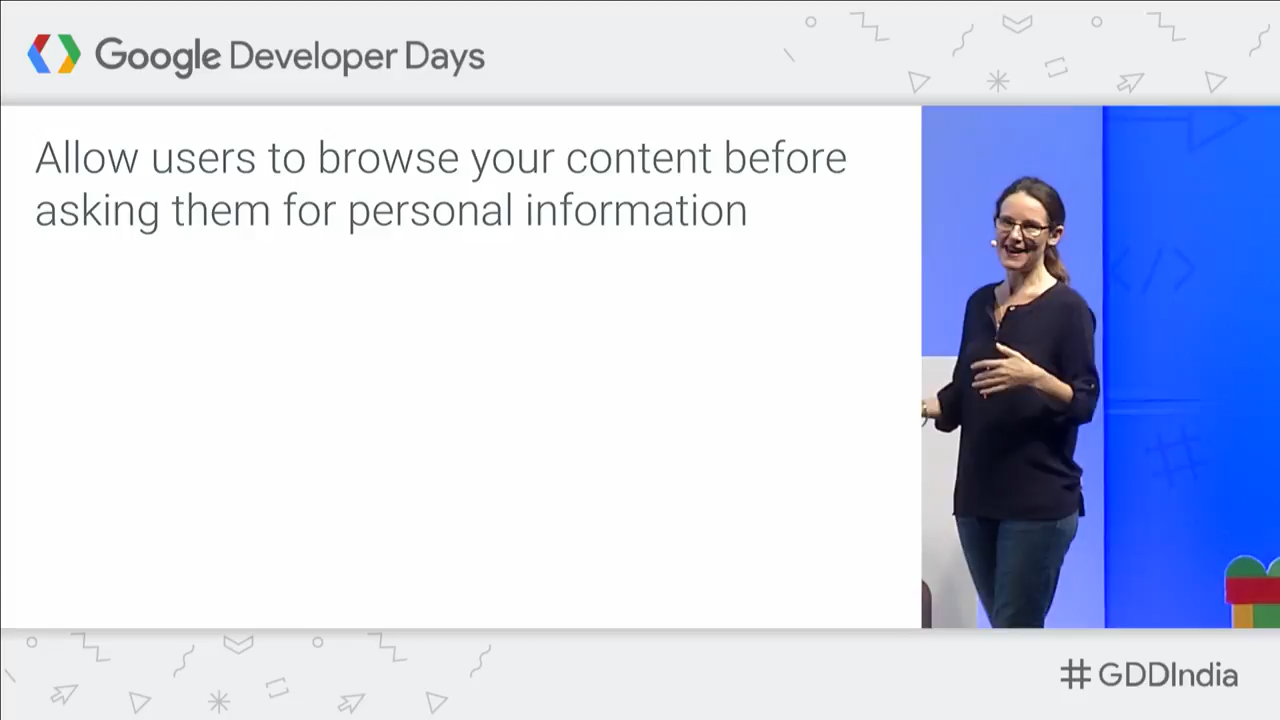 Google Developer Days
Allow users to browse your content before
asking them for personal information
</>
#
#GDDIndia